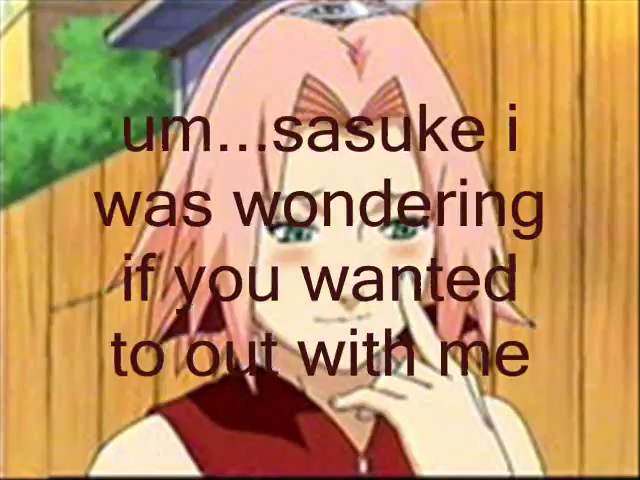 um...sasuke i
was wondering
if you wanted
to out with me